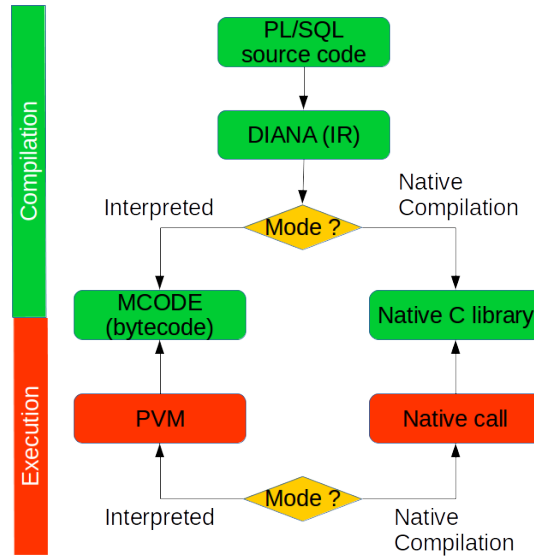 PL/SQL
source code
DIANA (IR)
Compilation
Interpreted
Mode ?
Native
Compilation
MCODE
(bytecode)
Native C library
Execution
PVM
Native call
Mode ?
Interpreted
Native
Compilation